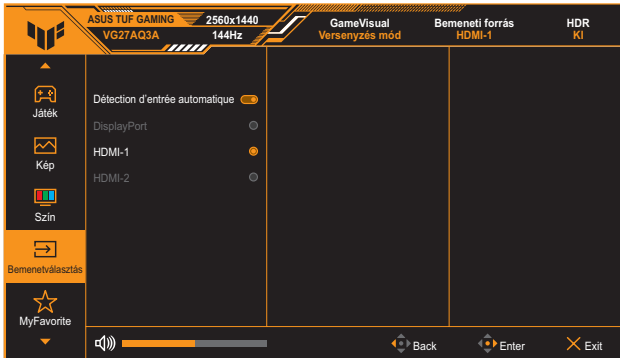 ASUS TUF GAMING 2560x1440 GameVisual Bemeneti forrás HDR
VG27AQ3A 144Hz Versenyzés mód HDMI-1 KI
Játék
Kép
Szín
Bemenetválasztás
MyFavorite
Détection d'entrée automatique
DisplayPort
HDMI-1
HDMI-2
Back Enter Exit